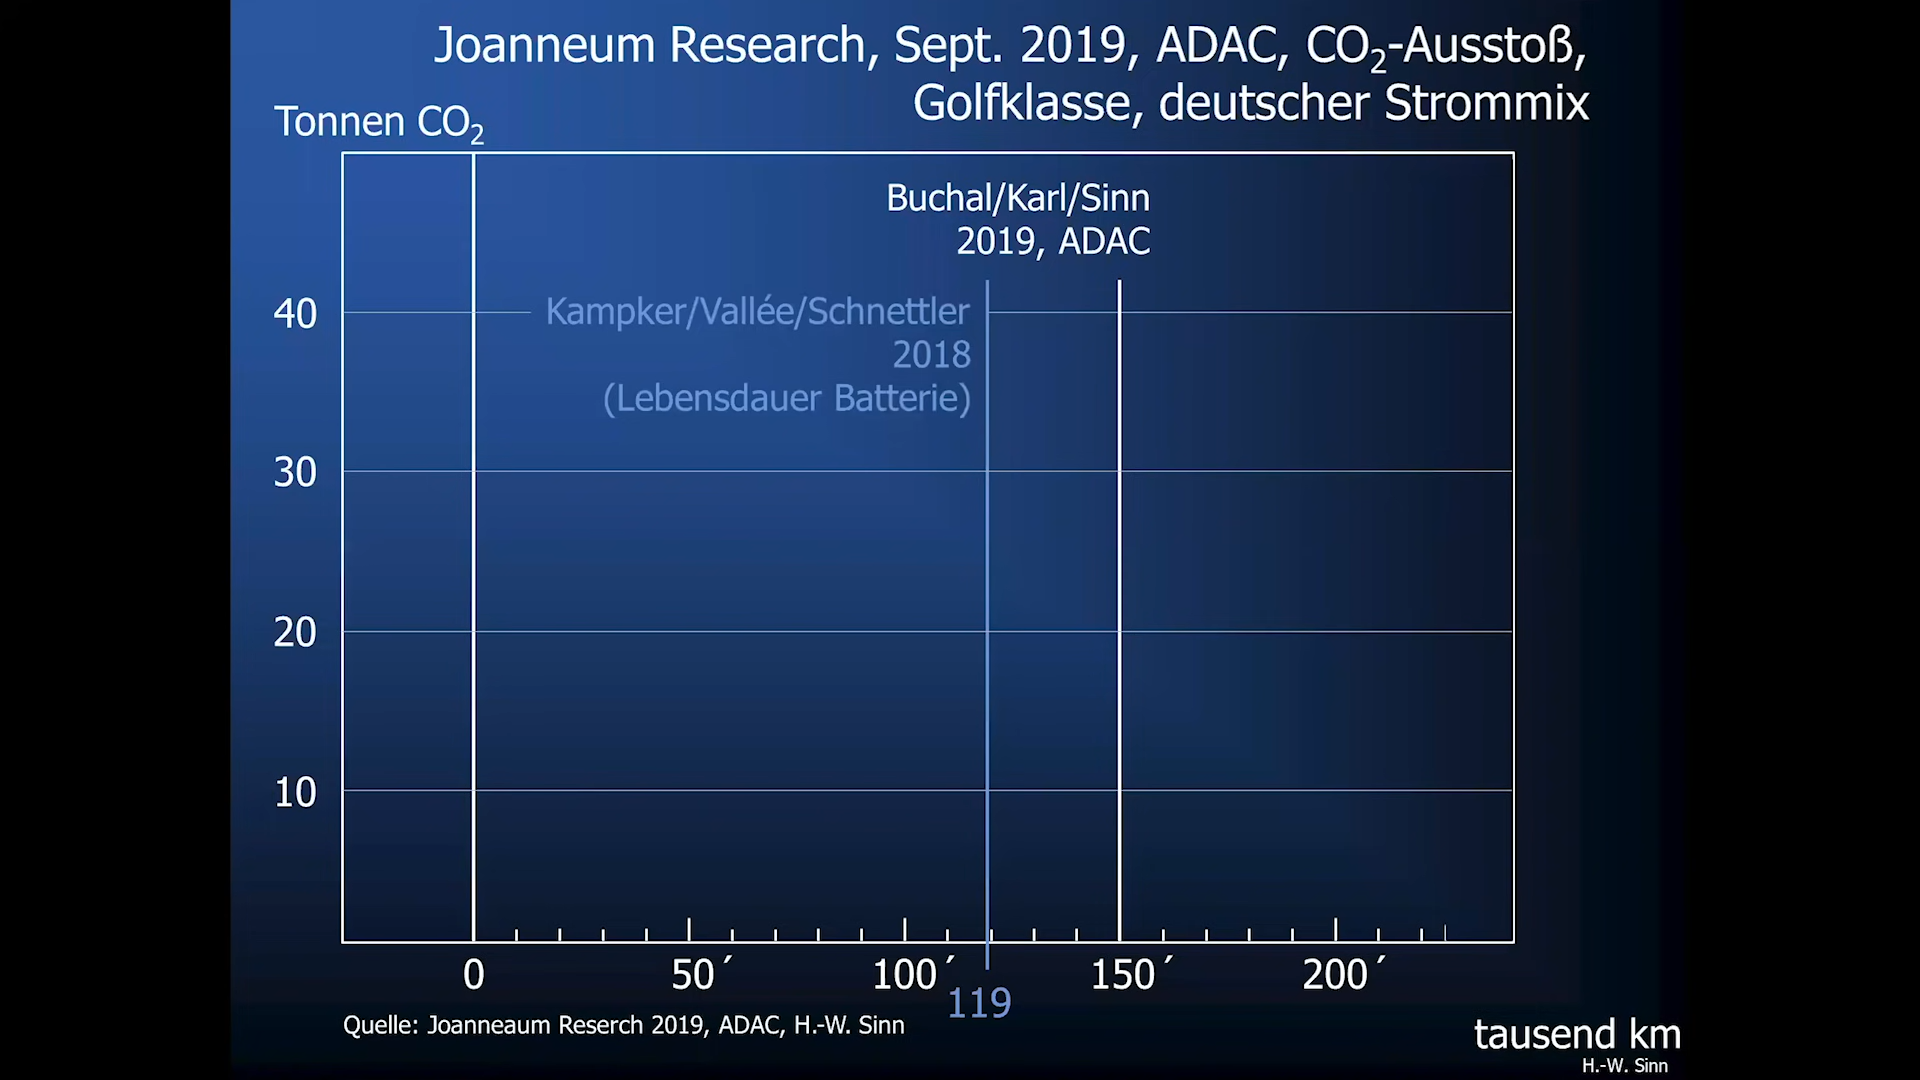 Joanneum Research, Sept. 2019, ADAC, CO₂-Ausstoß,
Golfklasse, deutscher Strommix
Tonnen CO₂
Buchal/Karl/Sinn
2019, ADAC
Kampker/Vallée/Schnettler
2018
(Lebensdauer Batterie)
40
30
20
10
0 50´ 100´ 150´ 200´
119
Quelle: Joanneaum Reserch 2019, ADAC, H.-W. Sinn
tausend km
H.-W. Sinn